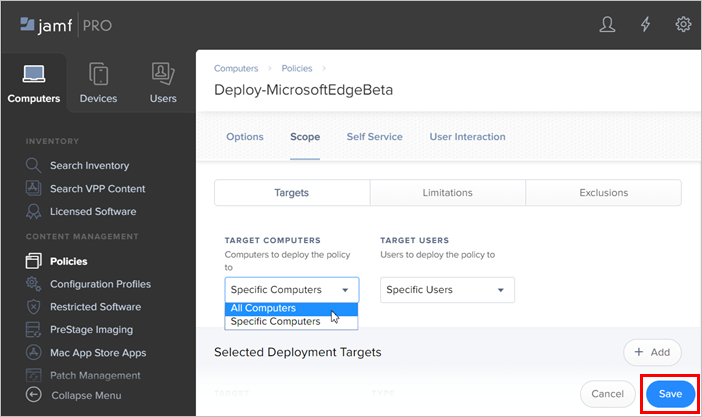 jamf PRO
Computers
Devices
Users
Computers > Policies >
Deploy-MicrosoftEdgeBeta
Options
Scope
Self Service
User Interaction
INVENTORY
Search Inventory
Search VPP Content
Licensed Software
CONTENT MANAGEMENT
Policies
Configuration Profiles
Restricted Software
PreStage Imaging
Mac App Store Apps
Patch Management
Collapse Menu
Targets
Limitations
Exclusions
TARGET COMPUTERS
Computers to deploy the policy
to
Specific Computers
All Computers
Specific Computers
TARGET USERS
Users to deploy the policy to
Specific Users
Selected Deployment Targets
+ Add
TARGET
TYPE
Cancel
Save